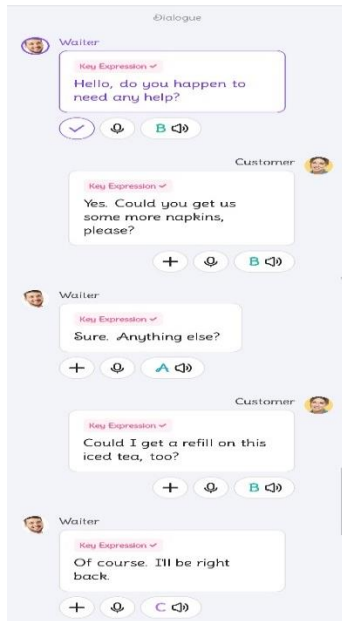 Dialogue
Waiter
Key Expression ✓
Hello, do you happen to
need any help?
B
Customer
Key Expression ✓
Yes. Could you get us
some more napkins,
please?
B
Waiter
Key Expression ✓
Sure. Anything else?
A
Customer
Key Expression ✓
Could I get a refill on this
iced tea, too?
B
Waiter
Key Expression ✓
Of course. I'll be right
back.
C